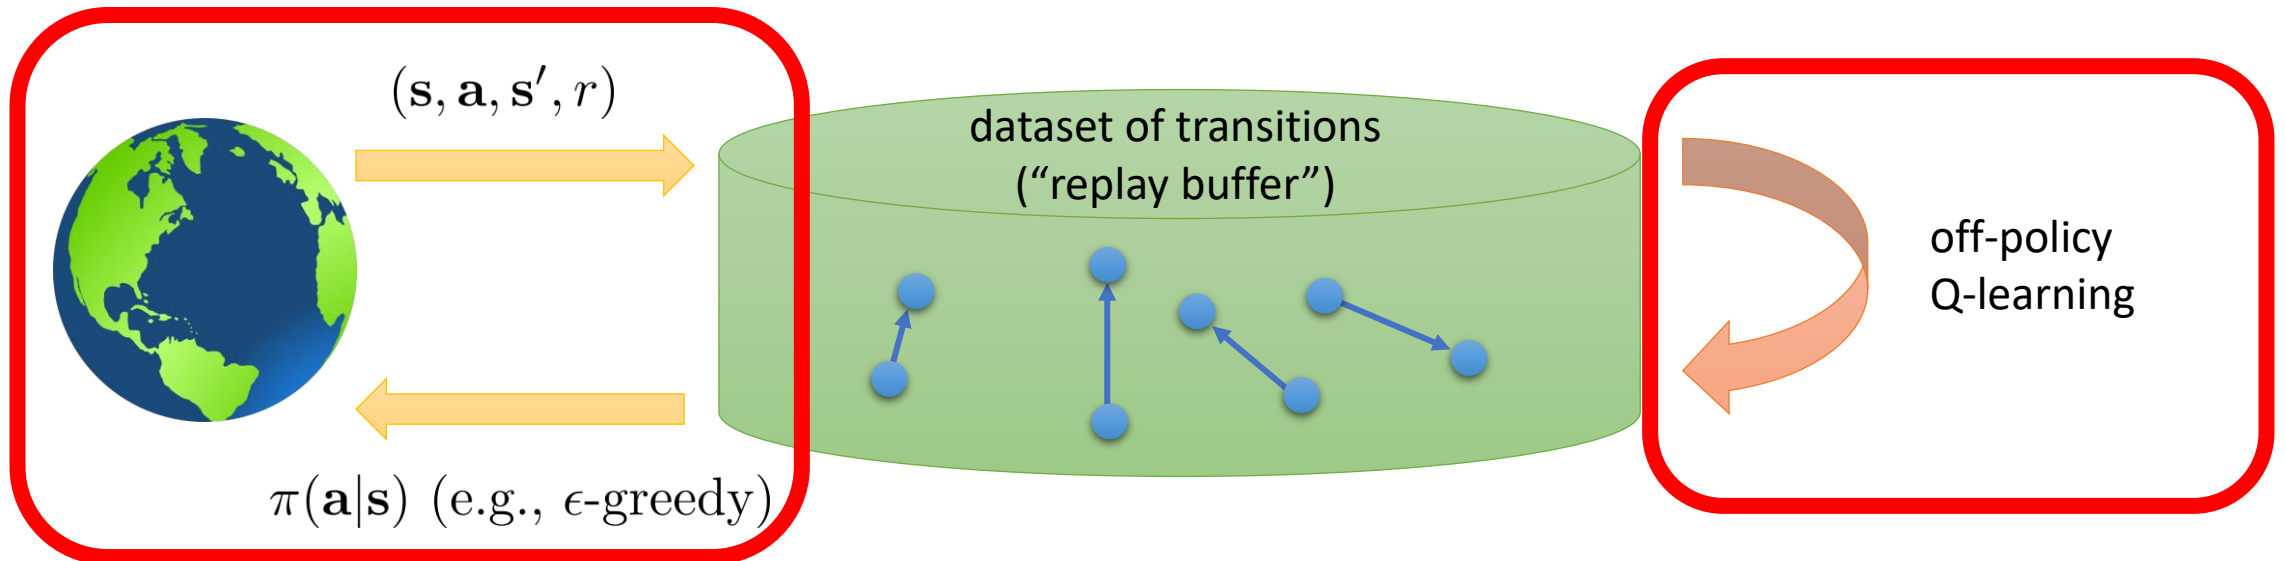 (s, a, s′, r)
dataset of transitions
(“replay buffer”)
off-policy
Q-learning
π(a|s) (e.g., ϵ-greedy)